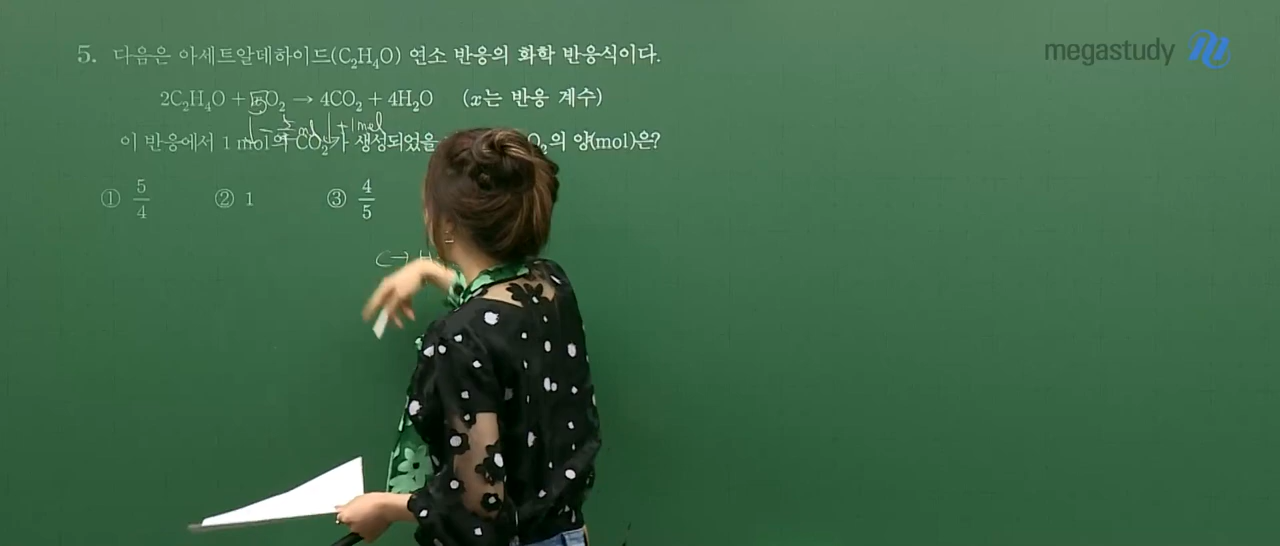 megastudy
5. 다음은 아세트알데하이드(C₂H₄O) 연소 반응의 화학 반응식이다.
2C₂H₄O + 5O₂ → 4CO₂ + 4H₂O (x는 반응 계수)
+1mol
이 반응에서 1 mol의 CO₂가 생성되었을 O₂의 양(mol)은?
① 5/4 ② 1 ③ 4/5
C→ H